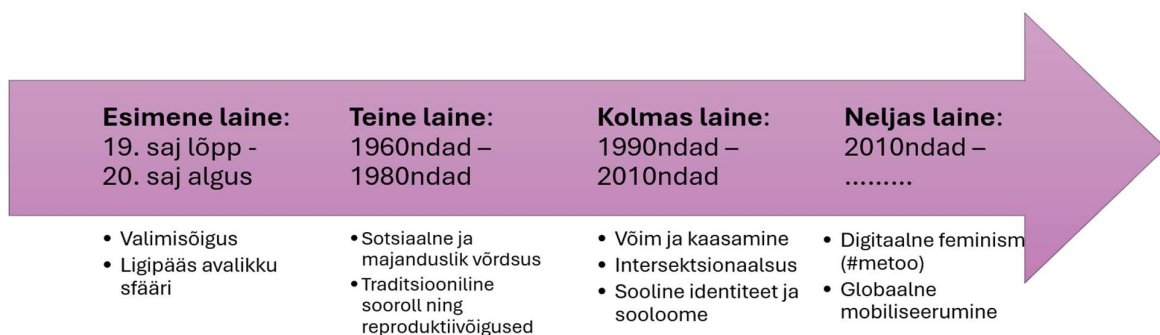 Esimene laine:
19. saj lõpp -
20. saj algus
• Valimisõigus
• Ligipääs avalikku
sfääri
Teine laine:
1960ndad –
1980ndad
• Sotsiaalne ja
majanduslik võrdsus
• Traditsiooniline
sooroll ning
reproduktiivõigused
Kolmas laine:
1990ndad –
2010ndad
• Võim ja kaasamine
• Intersektsionaalsus
• Sooline identiteet ja
sooloome
Neljas laine:
2010ndad –
………
• Digitaalne feminism
(#metoo)
• Globaalne
mobiliseerumine